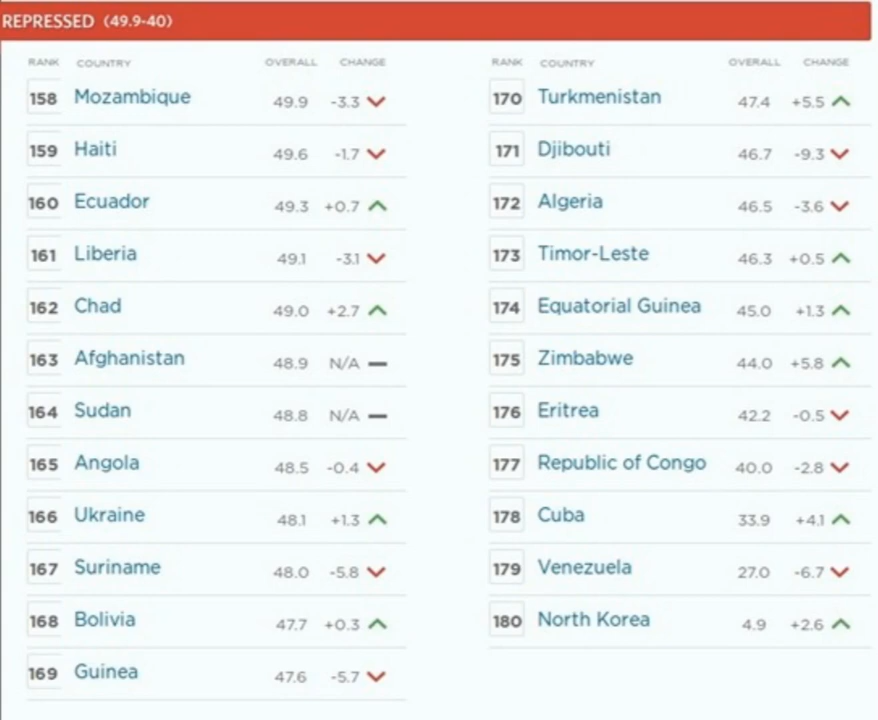 REPRESSED (49.9-40)
RANK COUNTRY OVERALL CHANGE
158 Mozambique 49.9 -3.3
159 Haiti 49.6 -1.7
160 Ecuador 49.3 +0.7
161 Liberia 49.1 -3.1
162 Chad 49.0 +2.7
163 Afghanistan 48.9 N/A
164 Sudan 48.8 N/A
165 Angola 48.5 -0.4
166 Ukraine 48.1 +1.3
167 Suriname 48.0 -5.8
168 Bolivia 47.7 +0.3
169 Guinea 47.6 -5.7
RANK COUNTRY OVERALL CHANGE
170 Turkmenistan 47.4 +5.5
171 Djibouti 46.7 -9.3
172 Algeria 46.5 -3.6
173 Timor-Leste 46.3 +0.5
174 Equatorial Guinea 45.0 +1.3
175 Zimbabwe 44.0 +5.8
176 Eritrea 42.2 -0.5
177 Republic of Congo 40.0 -2.8
178 Cuba 33.9 +4.1
179 Venezuela 27.0 -6.7
180 North Korea 4.9 +2.6